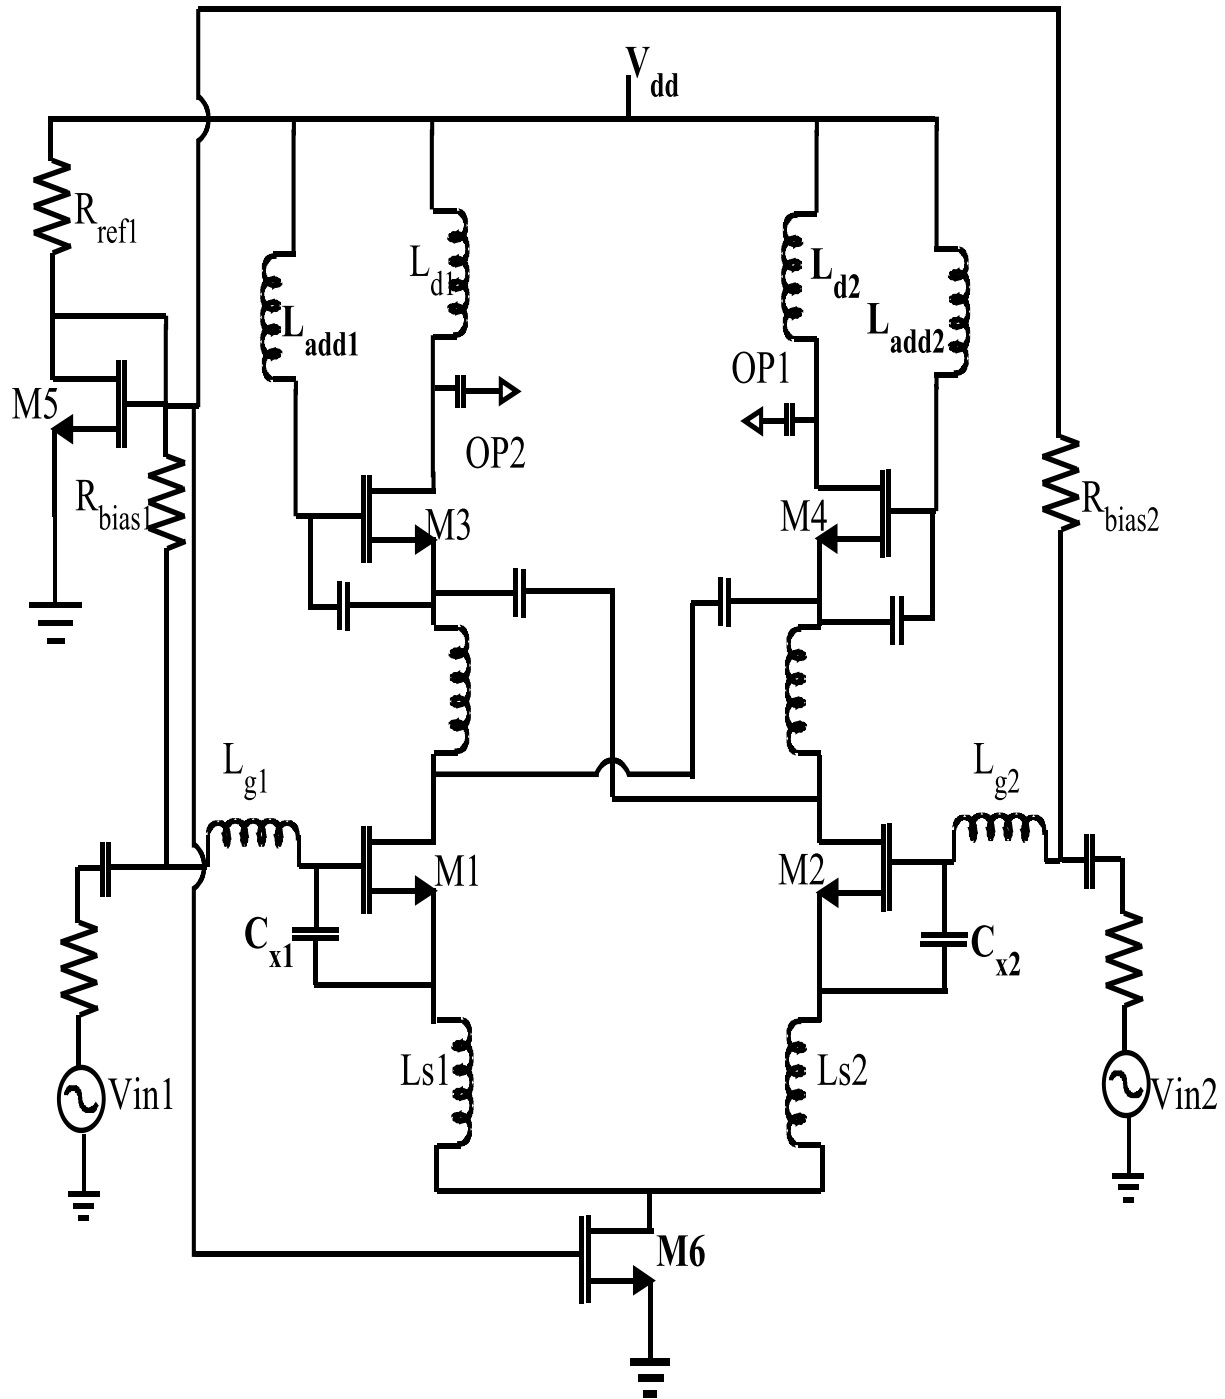 Vdd
Rref1
Ld1
Ld2
Ladd1
Ladd2
OP1
M5
OP2
Rbias1
M3
M4
Rbias2
Lg1
Lg2
M1
M2
Cx1
Cx2
Ls1
Ls2
Vin1
Vin2
M6